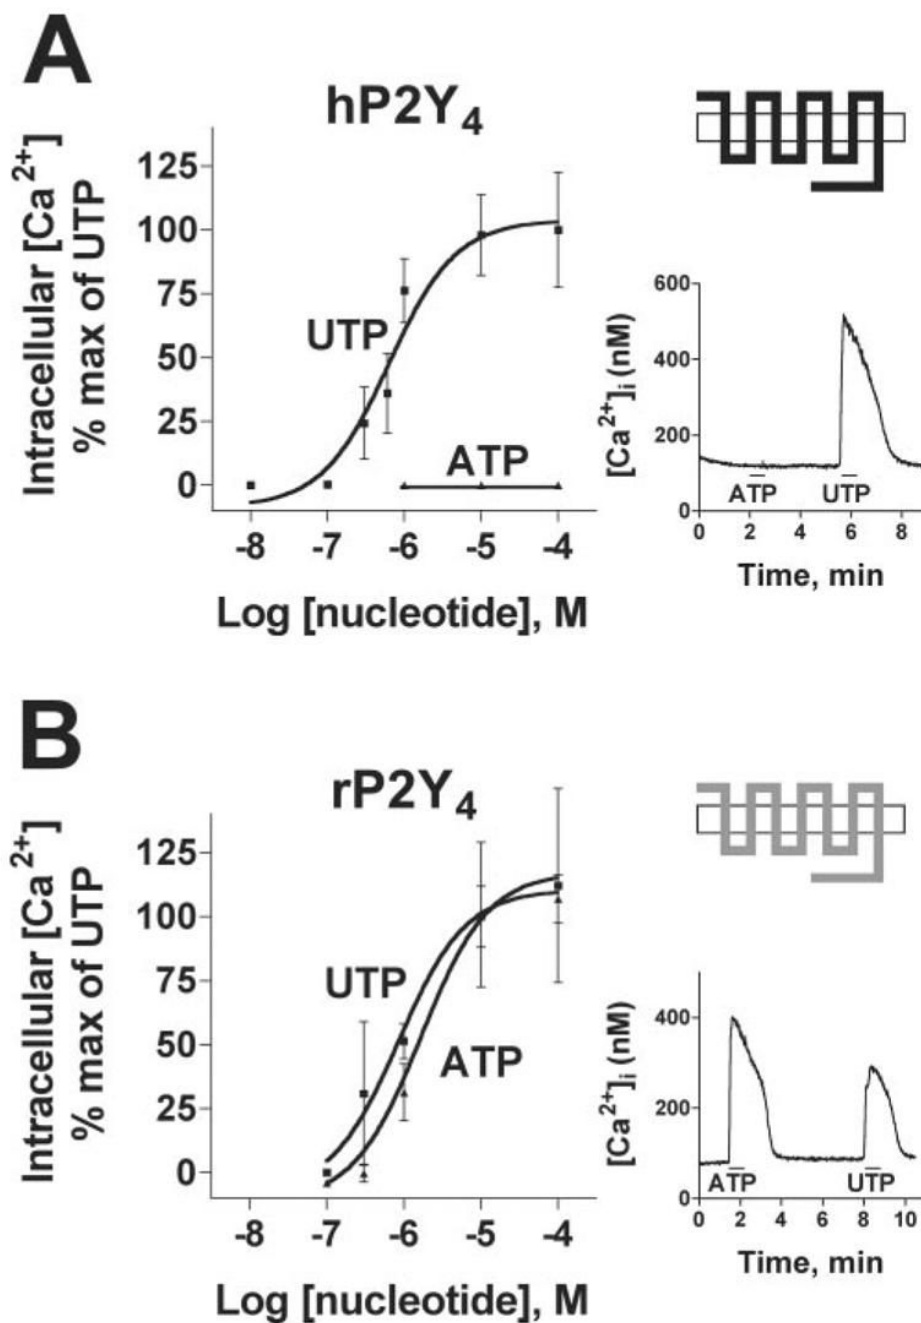 A
hP2Y₄
Intracellular [Ca²⁺]
% max of UTP
125
100
75
50
25
0
UTP
ATP
-8 -7 -6 -5 -4
Log [nucleotide], M
[Ca²⁺]ᵢ (nM)
600
400
200
0
ATP UTP
0 2 4 6 8
Time, min
B
rP2Y₄
Intracellular [Ca²⁺]
% max of UTP
125
100
75
50
25
0
UTP
ATP
-8 -7 -6 -5 -4
Log [nucleotide], M
[Ca²⁺]ᵢ (nM)
400
200
0
ATP UTP
0 2 4 6 8 10
Time, min